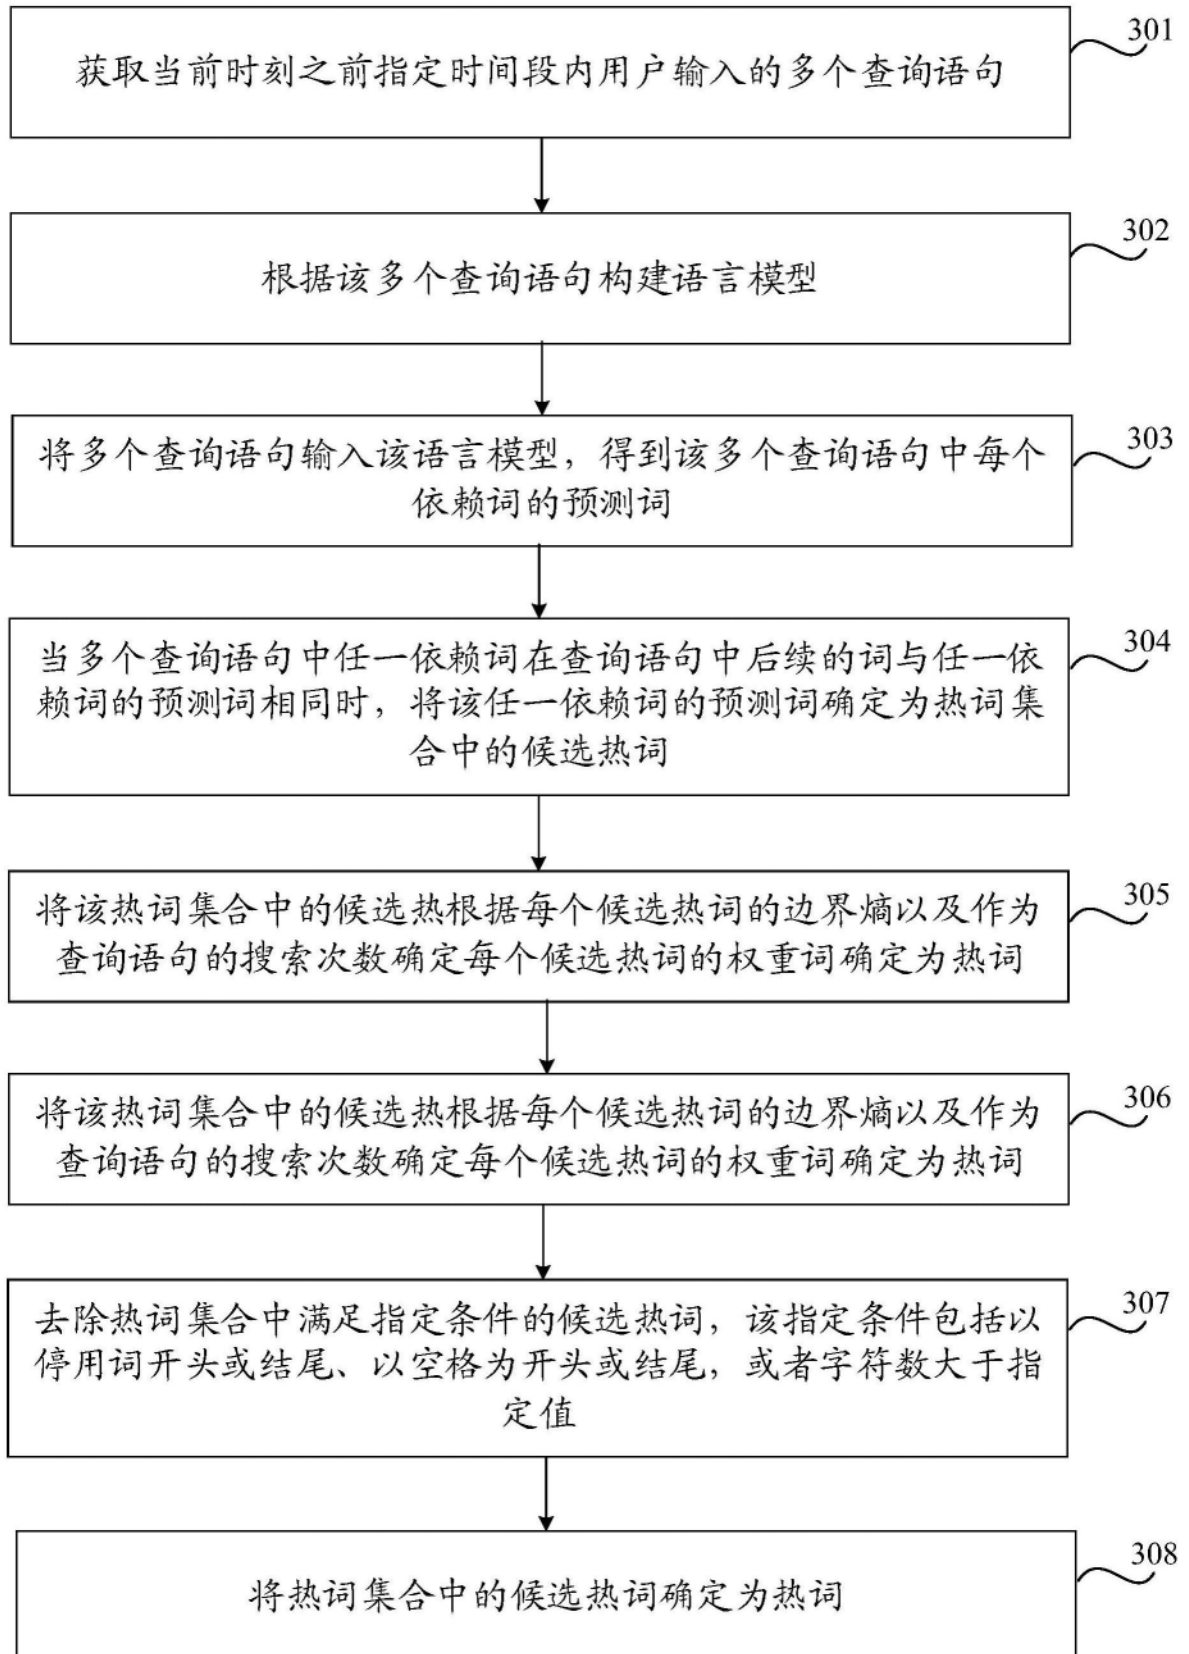 301
获取当前时刻之前指定时间段内用户输入的多个查询语句
302
根据该多个查询语句构建语言模型
303
将多个查询语句输入该语言模型，得到该多个查询语句中每个
依赖词的预测词
304
当多个查询语句中任一依赖词在查询语句中后续的词与任一依
赖词的预测词相同时，将该任一依赖词的预测词确定为热词集
合中的候选热词
305
将该热词集合中的候选热根据每个候选热词的边界熵以及作为
查询语句的搜索次数确定每个候选热词的权重词确定为热词
306
将该热词集合中的候选热根据每个候选热词的边界熵以及作为
查询语句的搜索次数确定每个候选热词的权重词确定为热词
307
去除热词集合中满足指定条件的候选热词，该指定条件包括以
停用词开头或结尾、以空格为开头或结尾，或者字符数大于指
定值
308
将热词集合中的候选热词确定为热词